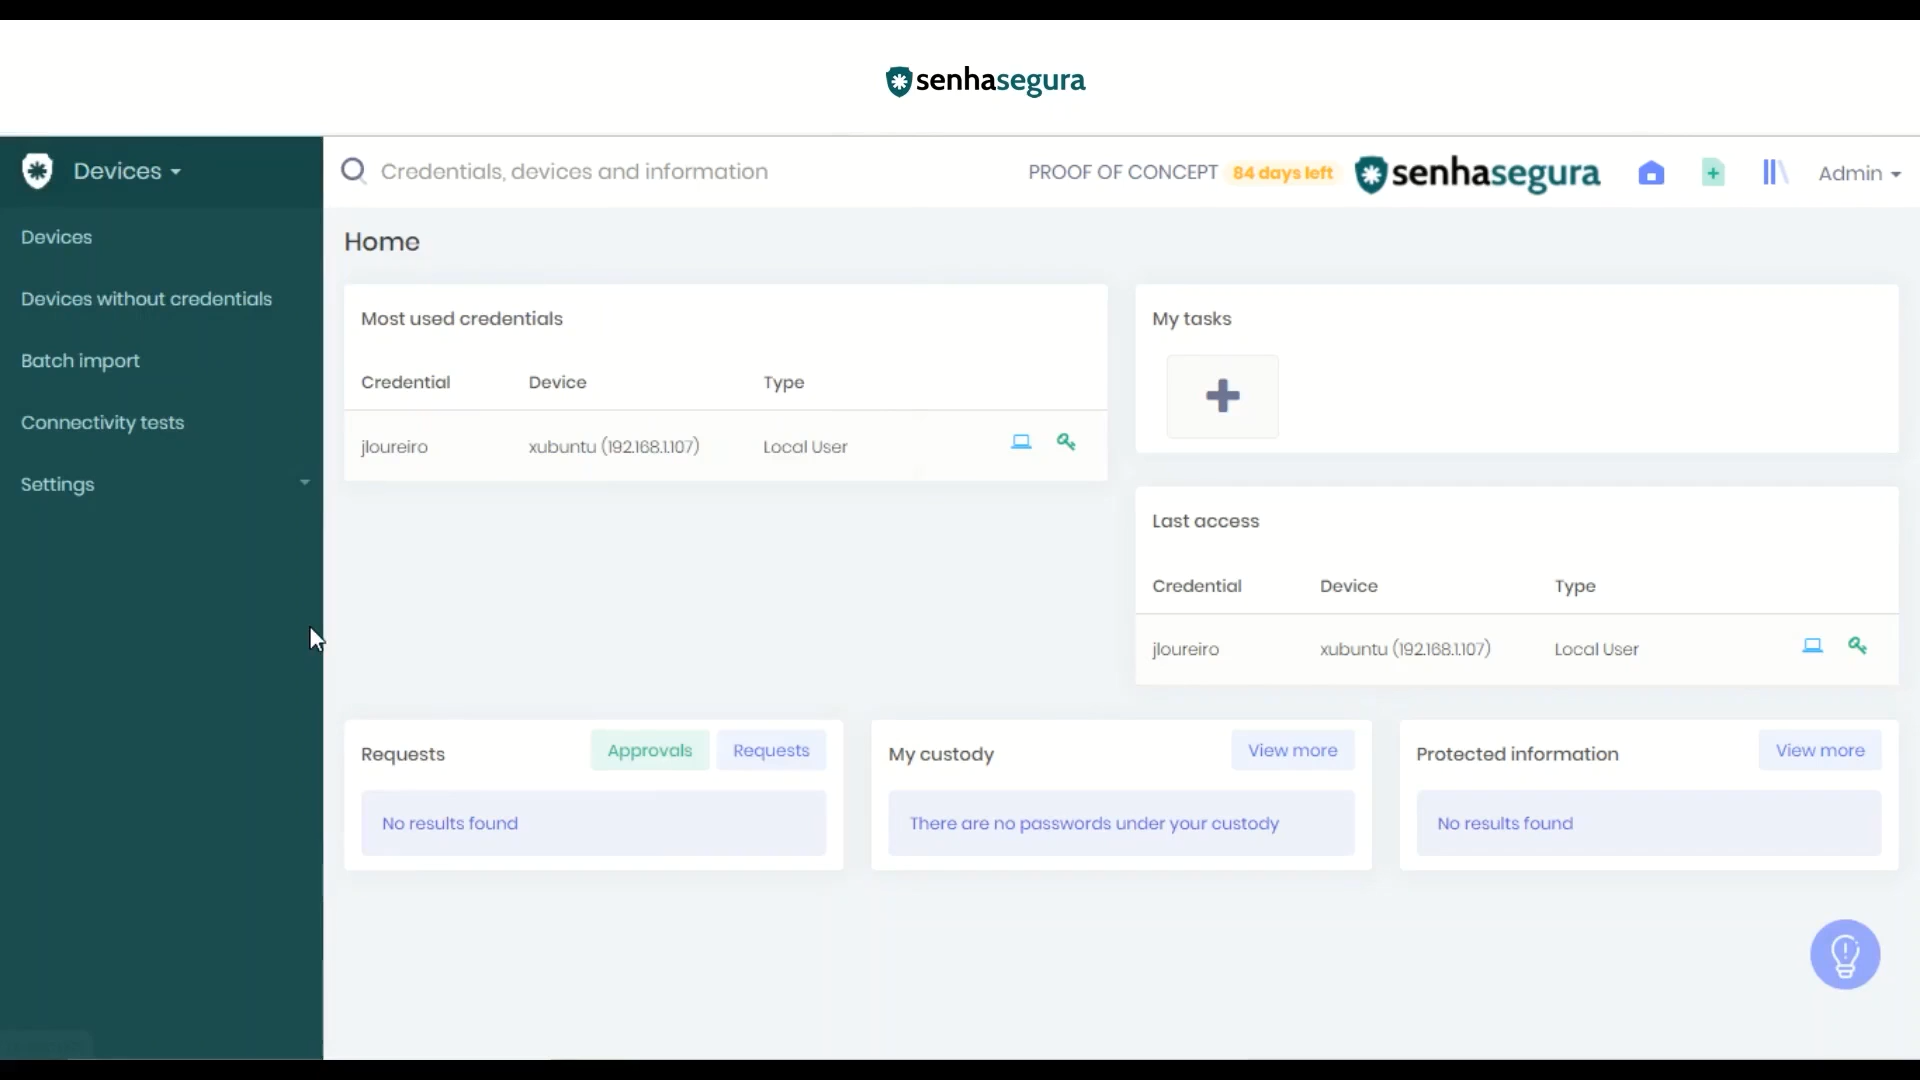 senhasegura
Devices
Credentials, devices and information
PROOF OF CONCEPT 84 days left
senhasegura
Admin
Devices
Devices without credentials
Batch import
Connectivity tests
Settings
Home
Most used credentials
Credential Device Type
jloureiro xubuntu (192.168.1.107) Local User
My tasks
Last access
Credential Device Type
jloureiro xubuntu (192.168.1.107) Local User
Requests
Approvals
Requests
No results found
My custody
View more
There are no passwords under your custody
Protected information
View more
No results found